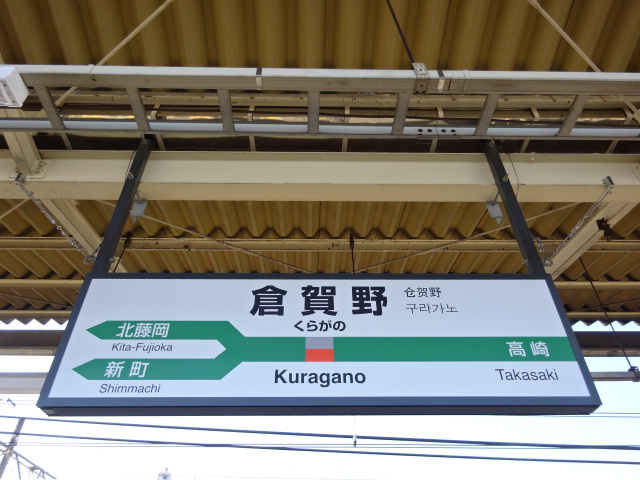 倉賀野
仓贺野
구라가노
くらがの
北藤岡
Kita-Fujioka
新町
Shimmachi
高崎
Kuragano
Takasaki